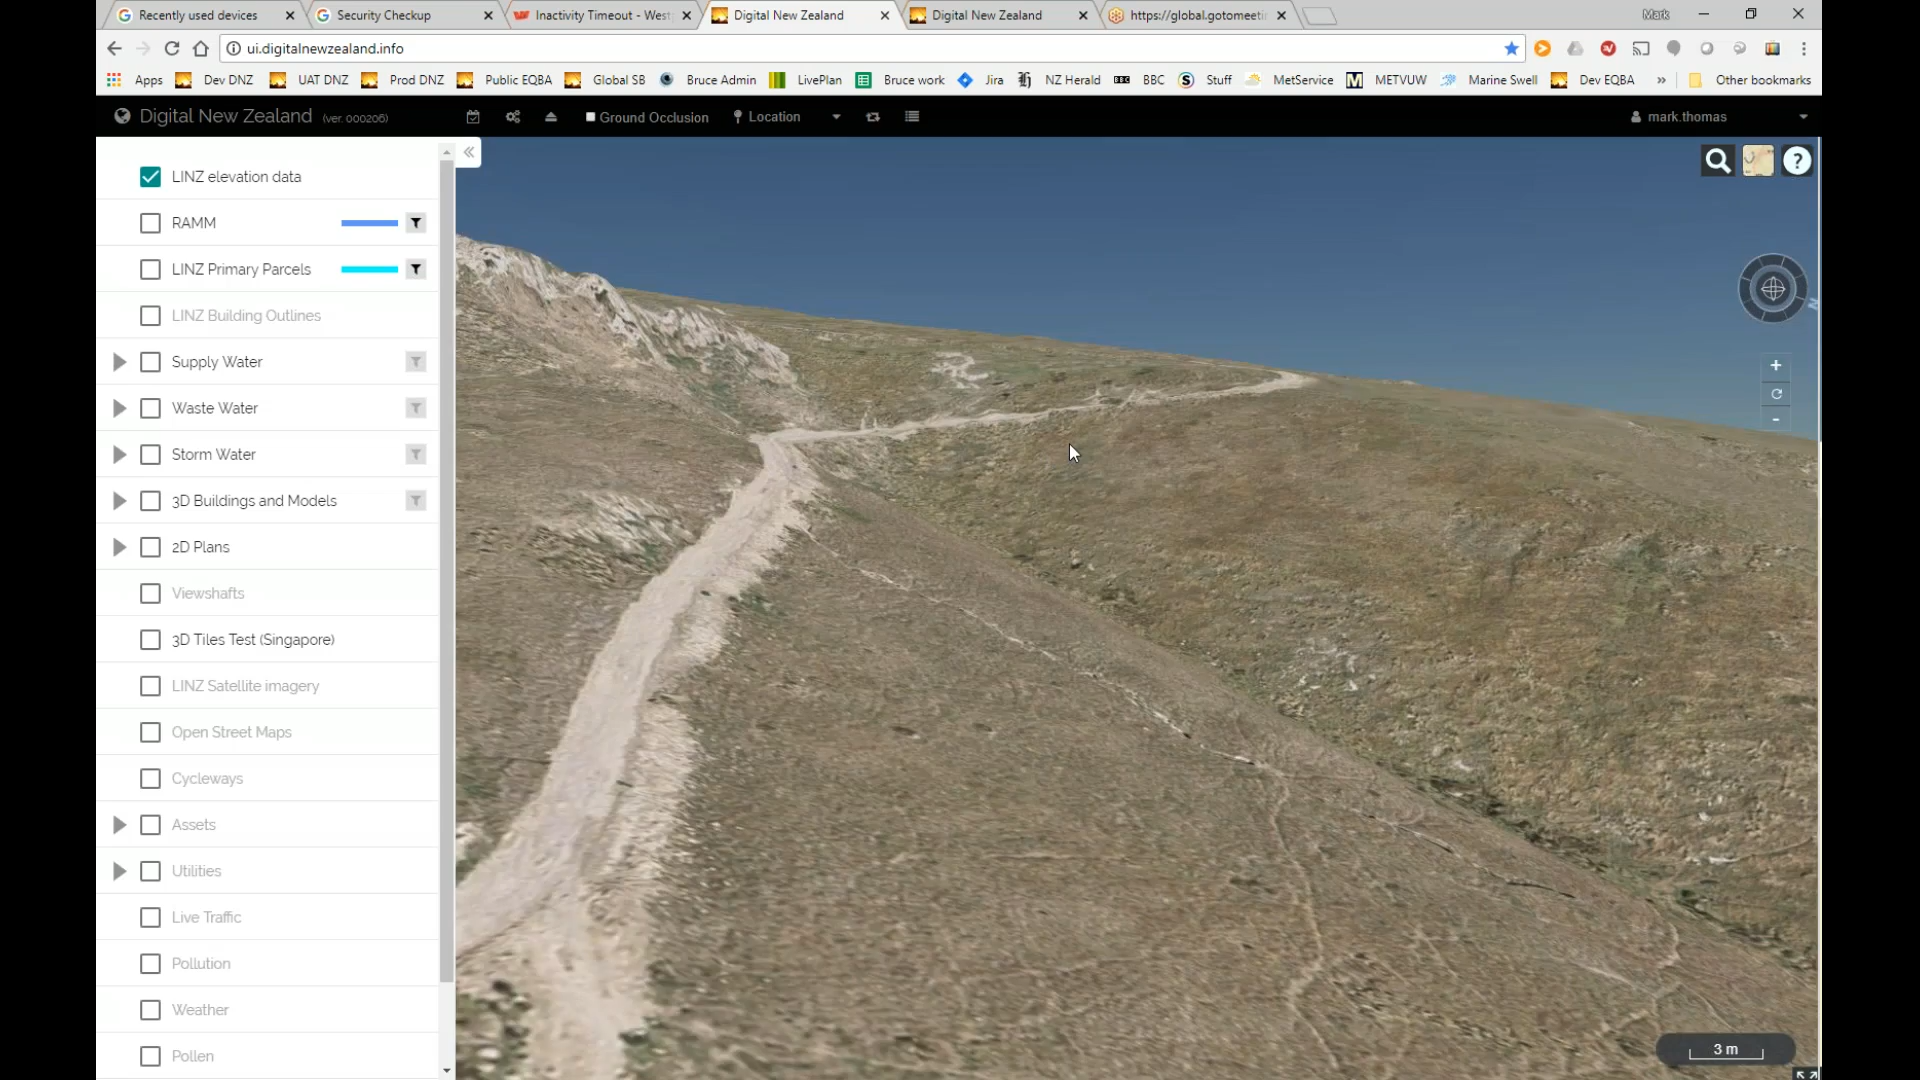 Recently used devices
Security Checkup
Inactivity Timeout - West
Digital New Zealand
Digital New Zealand
https://global.gotomeeti
Mark
ui.digitalnewzealand.info
Apps Dev DNZ UAT DNZ Prod DNZ Public EQBA Global SB Bruce Admin LivePlan Bruce work Jira NZ Herald BBC BBC Stuff MetService METVUW Marine Swell Dev EQBA » Other bookmarks
Digital New Zealand (ver. 000206) Ground Occlusion Location mark.thomas
LINZ elevation data
RAMM
LINZ Primary Parcels
LINZ Building Outlines
Supply Water
Waste Water
Storm Water
3D Buildings and Models
2D Plans
Viewshafts
3D Tiles Test (Singapore)
LINZ Satellite imagery
Open Street Maps
Cycleways
Assets
Utilities
Live Traffic
Pollution
Weather
Pollen
3 m